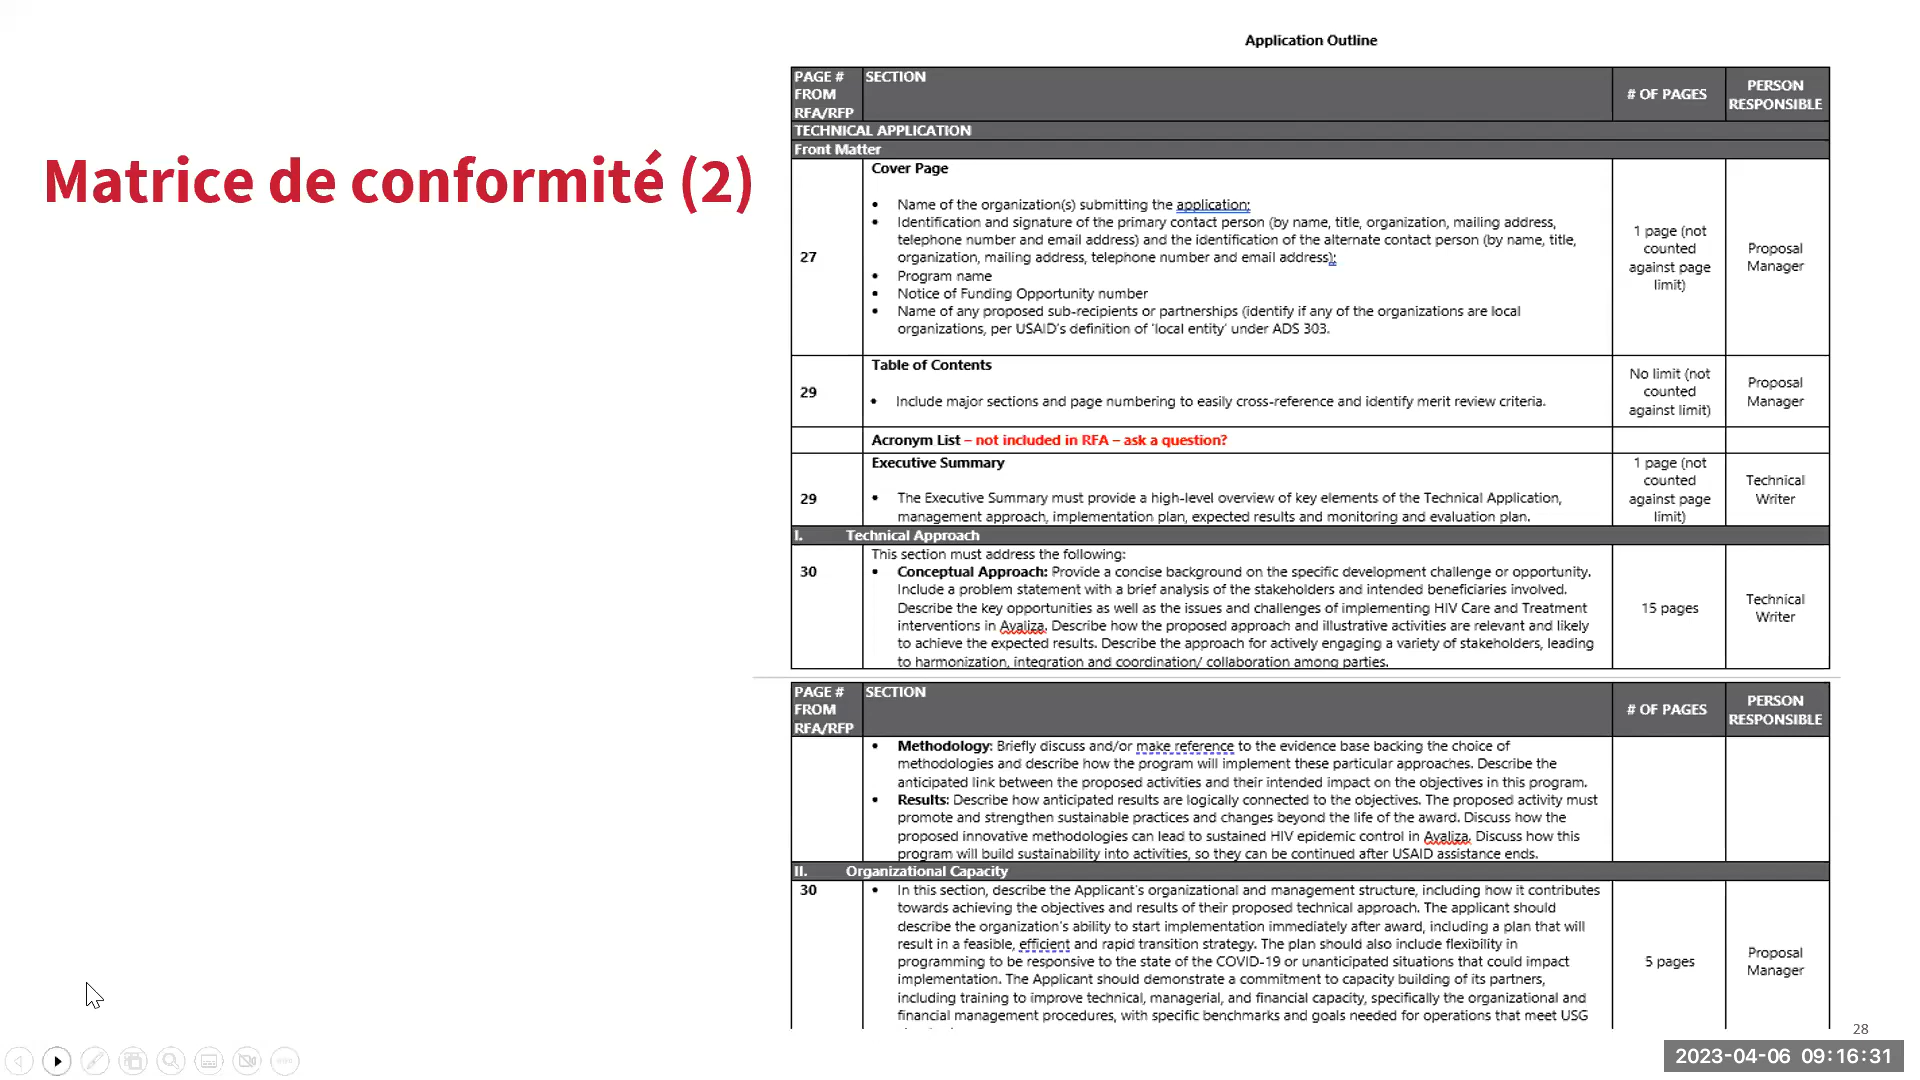 Application Outline
Matrice de conformité (2)
PAGE #
FROM
RFA/RFP
SECTION
# OF PAGES
PERSON
RESPONSIBLE
TECHNICAL APPLICATION
Front Matter
27
Cover Page
• Name of the organization(s) submitting the application;
• Identification and signature of the primary contact person (by name, title, organization, mailing address,
telephone number and email address) and the identification of the alternate contact person (by name, title,
organization, mailing address, telephone number and email address);
• Program name
• Notice of Funding Opportunity number
• Name of any proposed sub-recipients or partnerships (identify if any of the organizations are local
organizations, per USAID's definition of 'local entity' under ADS 303.
1 page (not
counted
against page
limit)
Proposal
Manager
29
Table of Contents
• Include major sections and page numbering to easily cross-reference and identify merit review criteria.
No limit (not
counted
against limit)
Proposal
Manager
Acronym List – not included in RFA – ask a question?
29
Executive Summary
• The Executive Summary must provide a high-level overview of key elements of the Technical Application,
management approach, implementation plan, expected results and monitoring and evaluation plan.
1 page (not
counted
against page
limit)
Technical
Writer
I. Technical Approach
30
This section must address the following:
• Conceptual Approach: Provide a concise background on the specific development challenge or opportunity.
Include a problem statement with a brief analysis of the stakeholders and intended beneficiaries involved.
Describe the key opportunities as well as the issues and challenges of implementing HIV Care and Treatment
interventions in Avaliza. Describe how the proposed approach and illustrative activities are relevant and likely
to achieve the expected results. Describe the approach for actively engaging a variety of stakeholders, leading
to harmonization, integration and coordination/ collaboration among parties.
15 pages
Technical
Writer
PAGE #
FROM
RFA/RFP
SECTION
# OF PAGES
PERSON
RESPONSIBLE
• Methodology: Briefly discuss and/or make reference to the evidence base backing the choice of
methodologies and describe how the program will implement these particular approaches. Describe the
anticipated link between the proposed activities and their intended impact on the objectives in this program.
• Results: Describe how anticipated results are logically connected to the objectives. The proposed activity must
promote and strengthen sustainable practices and changes beyond the life of the award. Discuss how the
proposed innovative methodologies can lead to sustained HIV epidemic control in Avaliza. Discuss how this
program will build sustainability into activities, so they can be continued after USAID assistance ends.
II. Organizational Capacity
30
• In this section, describe the Applicant's organizational and management structure, including how it contributes
towards achieving the objectives and results of their proposed technical approach. The applicant should
describe the organization's ability to start implementation immediately after award, including a plan that will
result in a feasible, efficient and rapid transition strategy. The plan should also include flexibility in
programming to be responsive to the state of the COVID-19 or unanticipated situations that could impact
implementation. The Applicant should demonstrate a commitment to capacity building of its partners,
including training to improve technical, managerial, and financial capacity, specifically the organizational and
financial management procedures, with specific benchmarks and goals needed for operations that meet USG
5 pages
Proposal
Manager
28
2023-04-06 09:16:31